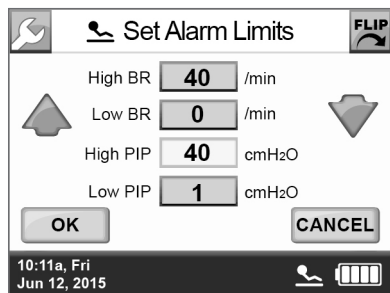 Set Alarm Limits
FLIP
High BR 40 /min
Low BR 0 /min
High PIP 40 cmH2O
Low PIP 1 cmH2O
OK
CANCEL
10:11a, Fri
Jun 12, 2015